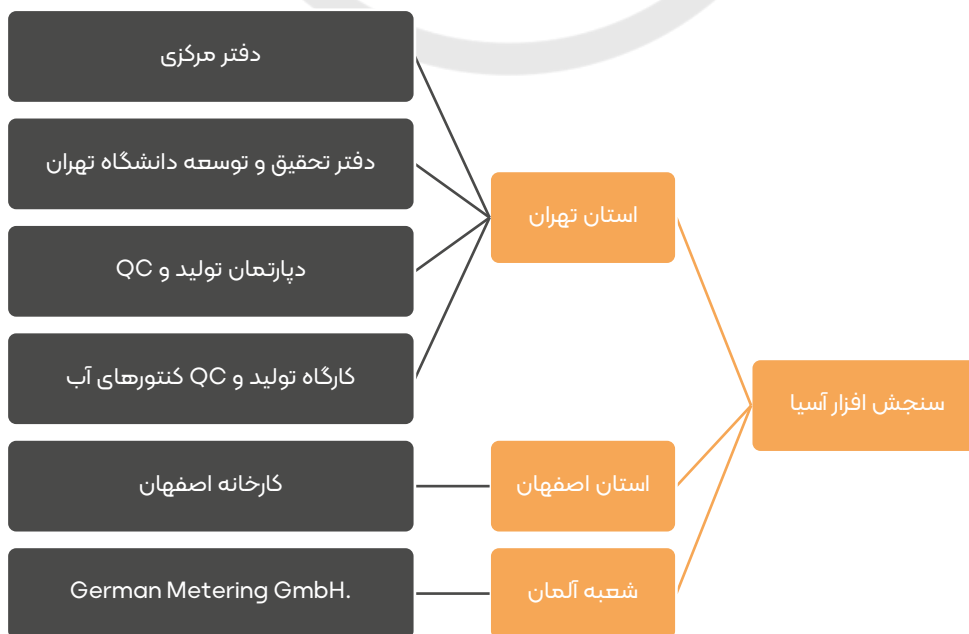 سنجش افزار آسیا
استان تهران
دفتر مرکزی
دفتر تحقیق و توسعه دانشگاه تهران
دپارتمان تولید و QC
کارگاه تولید و QC کنتورهای آب
استان اصفهان
کارخانه اصفهان
شعبه آلمان
German Metering GmbH.